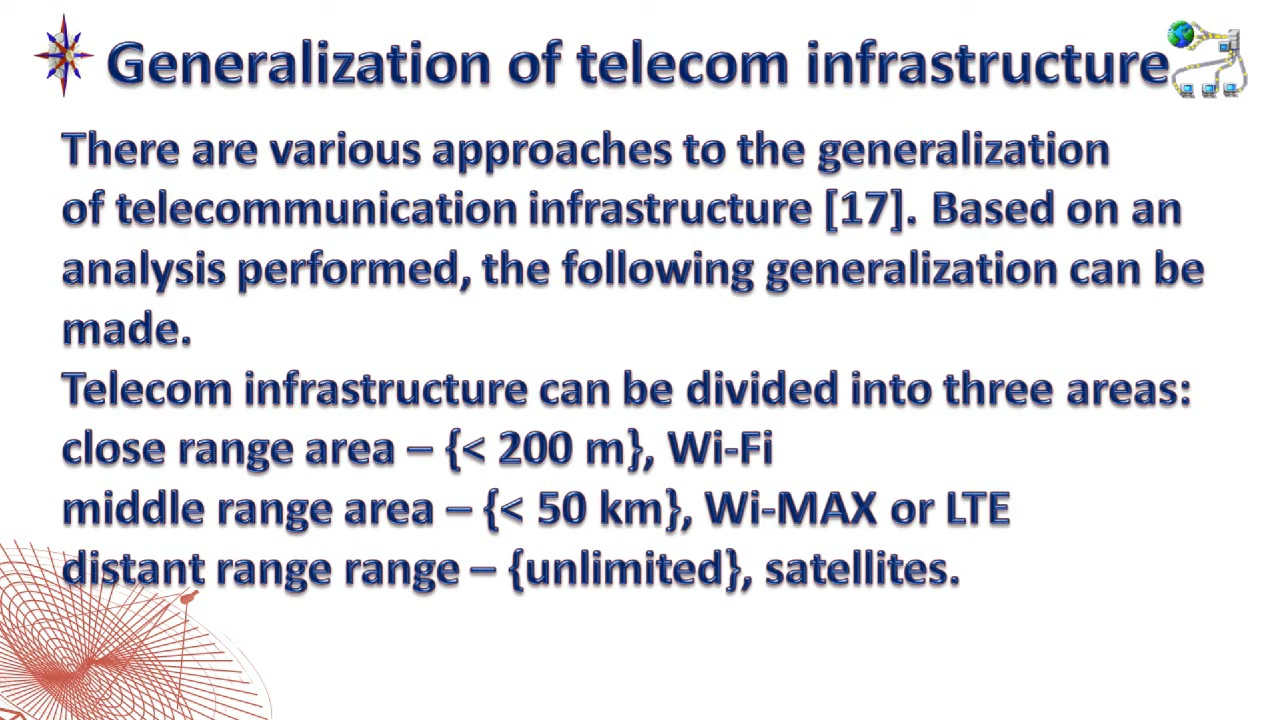 Generalization of telecom infrastructure
There are various approaches to the generalization
of telecommunication infrastructure [17]. Based on an
analysis performed, the following generalization can be
made.
Telecom infrastructure can be divided into three areas:
close range area – {< 200 m}, Wi-Fi
middle range area – {< 50 km}, Wi-MAX or LTE
distant range range – {unlimited}, satellites.